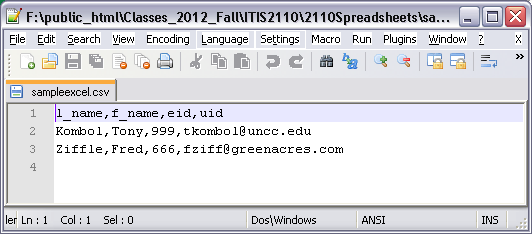 F:\public_html\Classes_2012_Fall\ITIS2110\2110Spreadsheets\sa...
File Edit Search View Encoding Language Settings Macro Run Plugins Window ? X
sampleexcel.csv
1 l_name,f_name,eid,uid
2 Kombol,Tony,999,tkombol@uncc.edu
3 Ziffle,Fred,666,fziff@greenacres.com
4
ler Ln : 1 Col : 1 Sel : 0 Dos\Windows ANSI INS